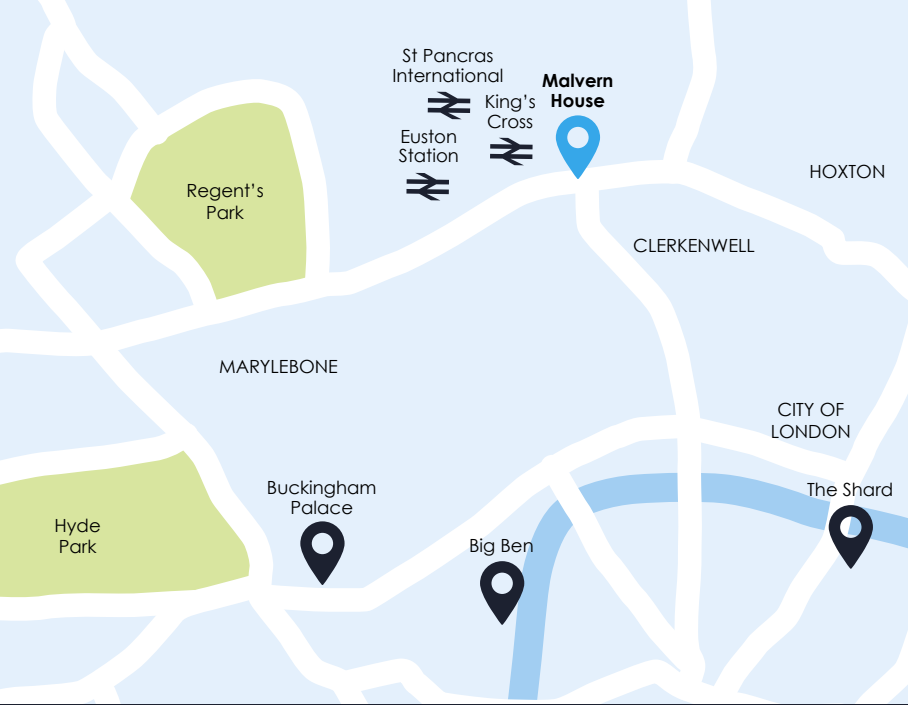 St Pancras
International
Malvern
House
King's
Cross
Euston
Station
HOXTON
Regent's
Park
CLERKENWELL
MARYLEBONE
CITY OF
LONDON
Buckingham
Palace
The Shard
Hyde
Park
Big Ben